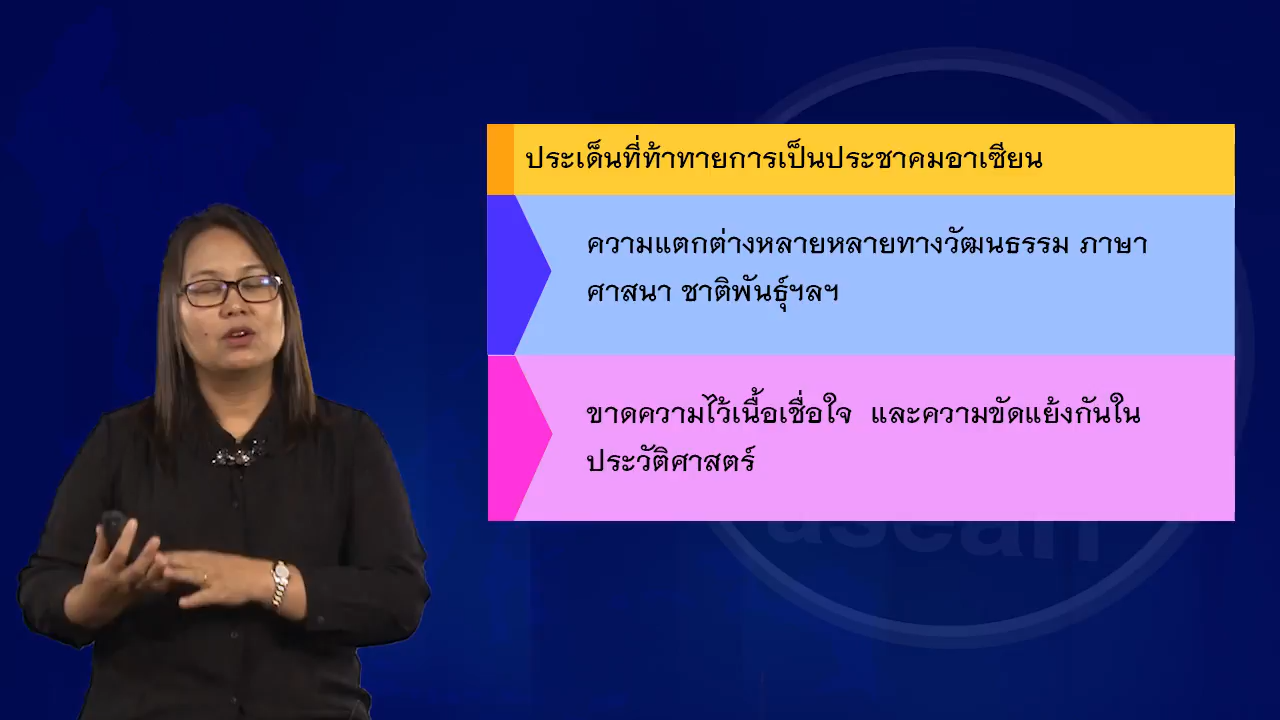 ประเด็นที่ท้าทายการเป็นประชาคมอาเซียน
ความแตกต่างหลายหลายทางวัฒนธรรม ภาษา
ศาสนา ชาติพันธุ์ฯลฯ
ขาดความไว้เนื้อเชื่อใจ และความขัดแย้งกันใน
ประวัติศาสตร์
asean